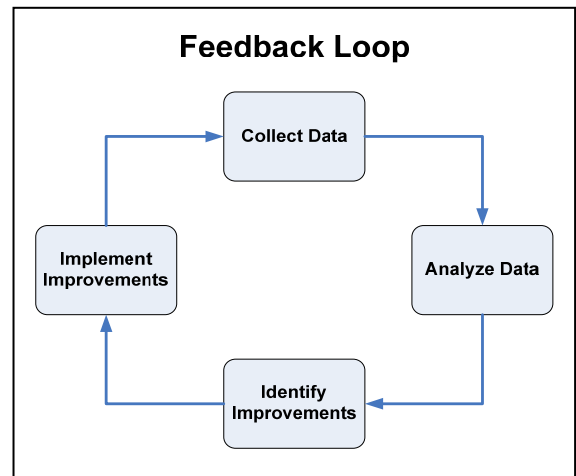 Feedback Loop
Collect Data
Implement
Improvements
Analyze Data
Identify
Improvements